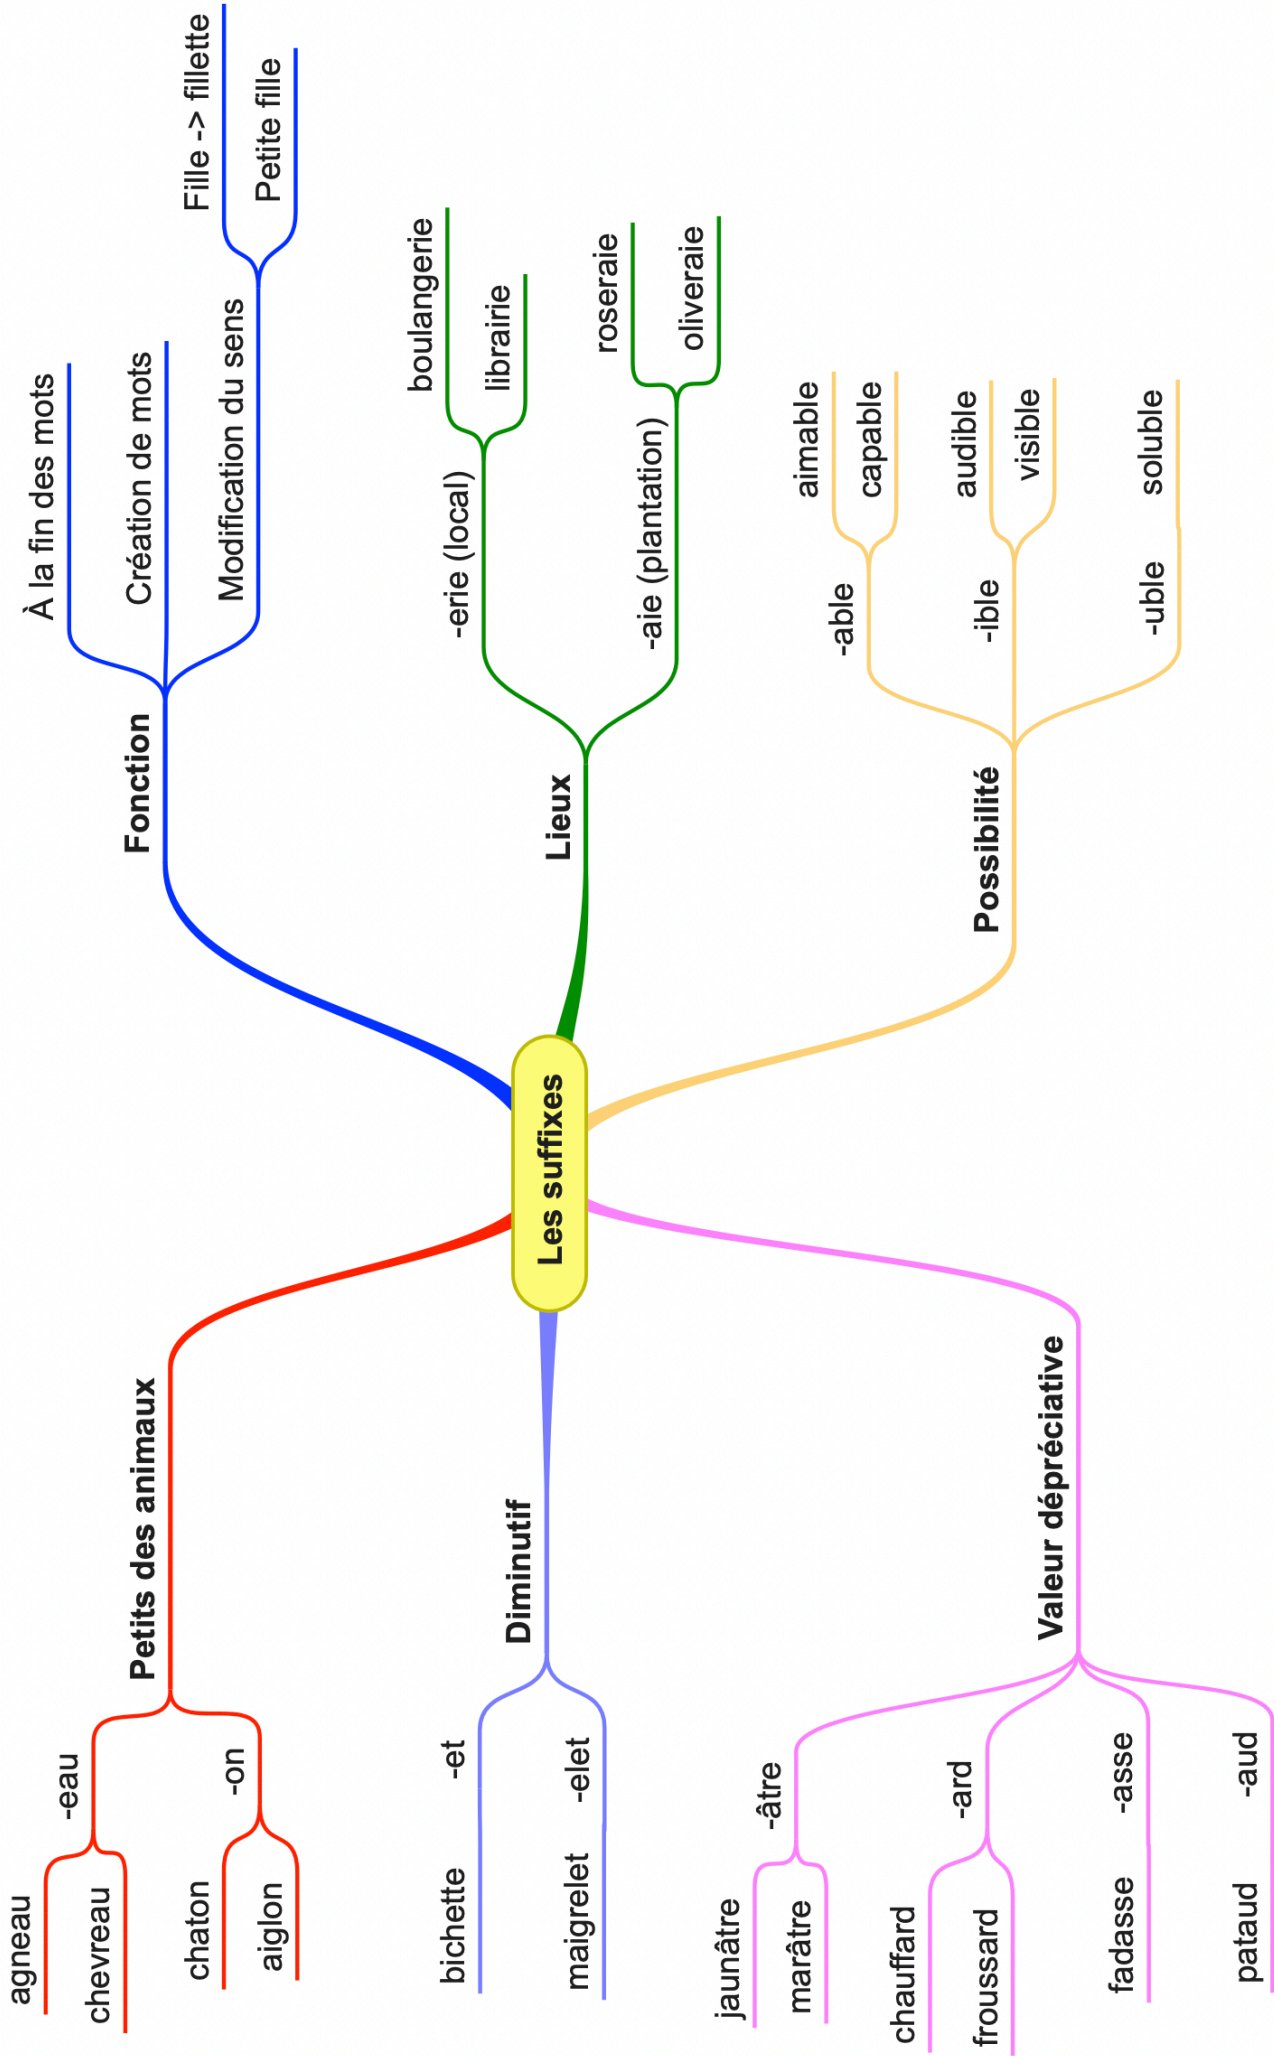 Les suffixes
Fonction
À la fin des mots
Création de mots
Modification du sens
Fille -> fillette
Petite fille
Lieux
-erie (local)
boulangerie
librairie
-aie (plantation)
roseraie
oliveraie
Possibilité
-able
aimable
capable
-ible
audible
visible
-uble
soluble
Petits des animaux
-eau
agneau
chevreau
-on
chaton
aiglon
Diminutif
-et
bichette
-elet
maigrelet
Valeur dépréciative
-âtre
jaunâtre
marâtre
-ard
chauffard
froussard
-asse
fadasse
-aud
pataud